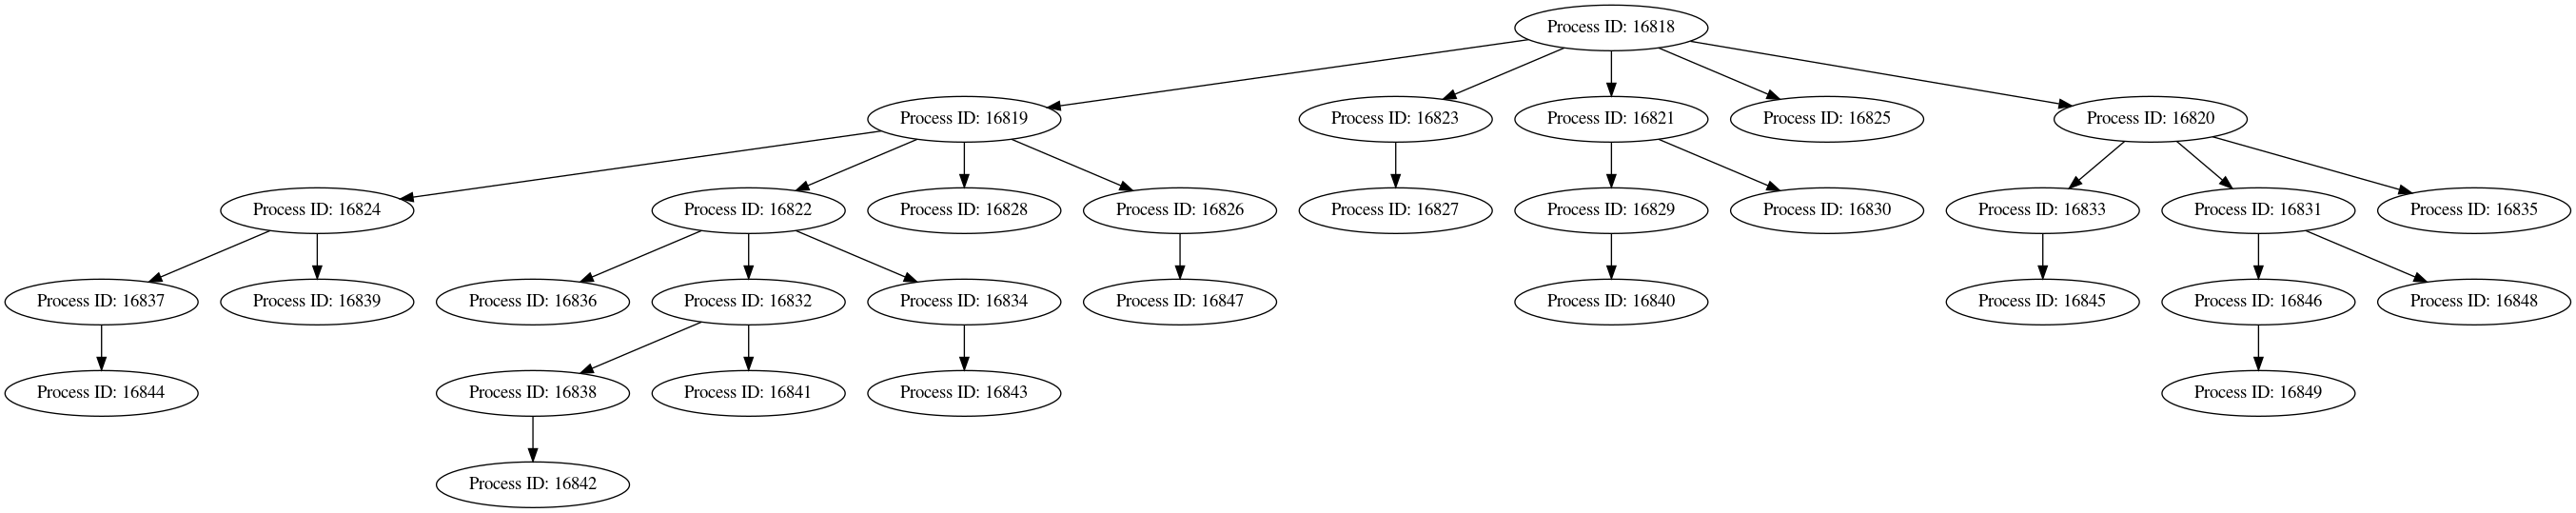 Process ID: 16818
Process ID: 16819
Process ID: 16823
Process ID: 16821
Process ID: 16825
Process ID: 16820
Process ID: 16824
Process ID: 16822
Process ID: 16828
Process ID: 16826
Process ID: 16827
Process ID: 16829
Process ID: 16830
Process ID: 16833
Process ID: 16831
Process ID: 16835
Process ID: 16837
Process ID: 16839
Process ID: 16836
Process ID: 16832
Process ID: 16834
Process ID: 16847
Process ID: 16840
Process ID: 16845
Process ID: 16846
Process ID: 16848
Process ID: 16844
Process ID: 16838
Process ID: 16841
Process ID: 16843
Process ID: 16849
Process ID: 16842